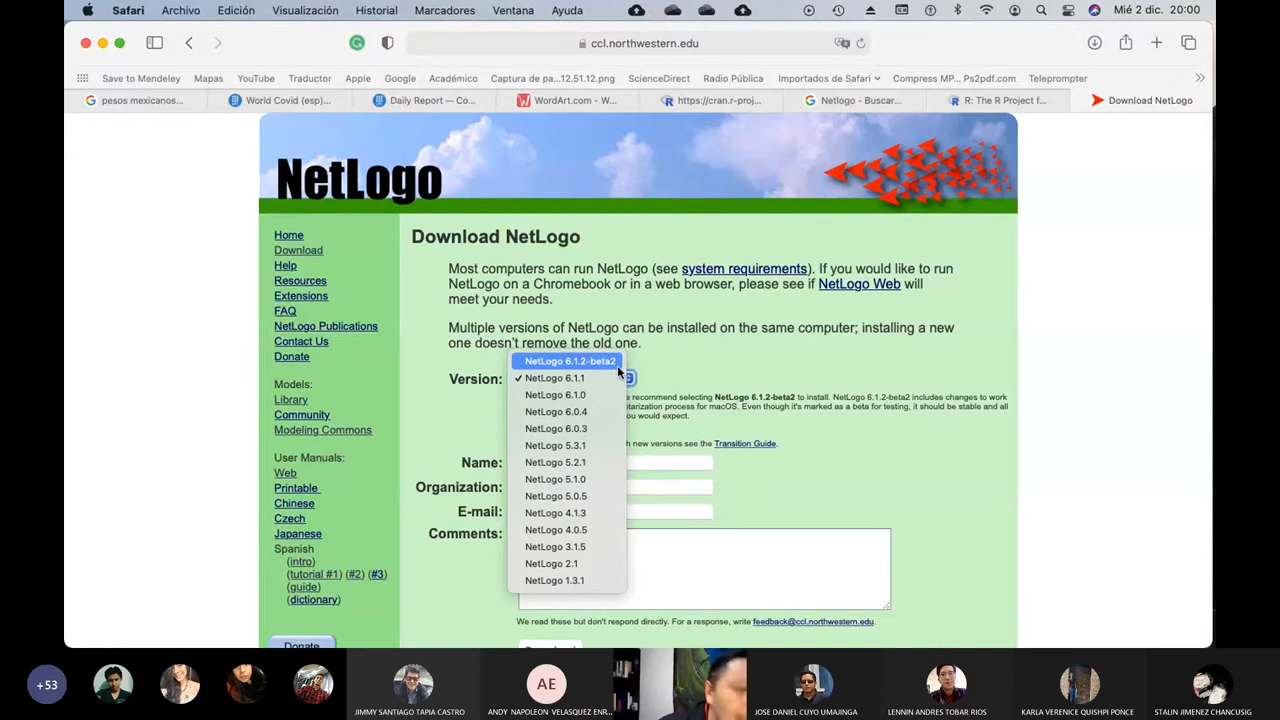 Safari Archivo Edición Visualización Historial Marcadores Ventana Ayuda Mié 2 dic. 20:00
ccl.northwestern.edu
Save to Mendeley Mapas YouTube Traductor Apple Google Académico Captura de pa...12.51.12.png ScienceDirect Radio Pública Importados de Safari Compress MP... Ps2pdf.com Teleprompter
pesos mexicanos... World Covid (esp)... Daily Report — Co... WordArt.com - W... https://cran.r-proj... Netlogo - Buscar... R: The R Project f... Download NetLogo
NetLogo
Home
Download
Help
Resources
Extensions
FAQ
NetLogo Publications
Contact Us
Donate
Models:
Library
Community
Modeling Commons
User Manuals:
Web
Printable
Chinese
Czech
Japanese
Spanish
(intro)
(tutorial #1) (#2) (#3)
(guide)
(dictionary)
Donate
Download NetLogo
Most computers can run NetLogo (see system requirements). If you would like to run
NetLogo on a Chromebook or in a web browser, please see if NetLogo Web will
meet your needs.
Multiple versions of NetLogo can be installed on the same computer; installing a new
one doesn't remove the old one.
Version:
NetLogo 6.1.2-beta2
✓ NetLogo 6.1.1
NetLogo 6.1.0
NetLogo 6.0.4
NetLogo 6.0.3
NetLogo 5.3.1
NetLogo 5.2.1
NetLogo 5.1.0
NetLogo 5.0.5
NetLogo 4.1.3
NetLogo 4.0.5
NetLogo 3.1.5
NetLogo 2.1
NetLogo 1.3.1
recommend selecting NetLogo 6.1.2-beta2 to install. NetLogo 6.1.2-beta2 includes changes to work
otarization process for macOS. Even though it's marked as a beta for testing, it should be stable and all
you would expect.
h new versions see the Transition Guide.
Name:
Organization:
E-mail:
Comments:
We read these but don't respond directly. For a response, write feedback@ccl.northwestern.edu.
+53
AE
JIMMY SANTIAGO TAPIA CASTRO
ANDY NAPOLEON VELASQUEZ ENR...
JOSE DANIEL CUYO UMAJINGA
LENNIN ANDRES TOBAR RIOS
KARLA VERENICE QUISHPI PONCE
STALIN JIMENEZ CHANCUSIG